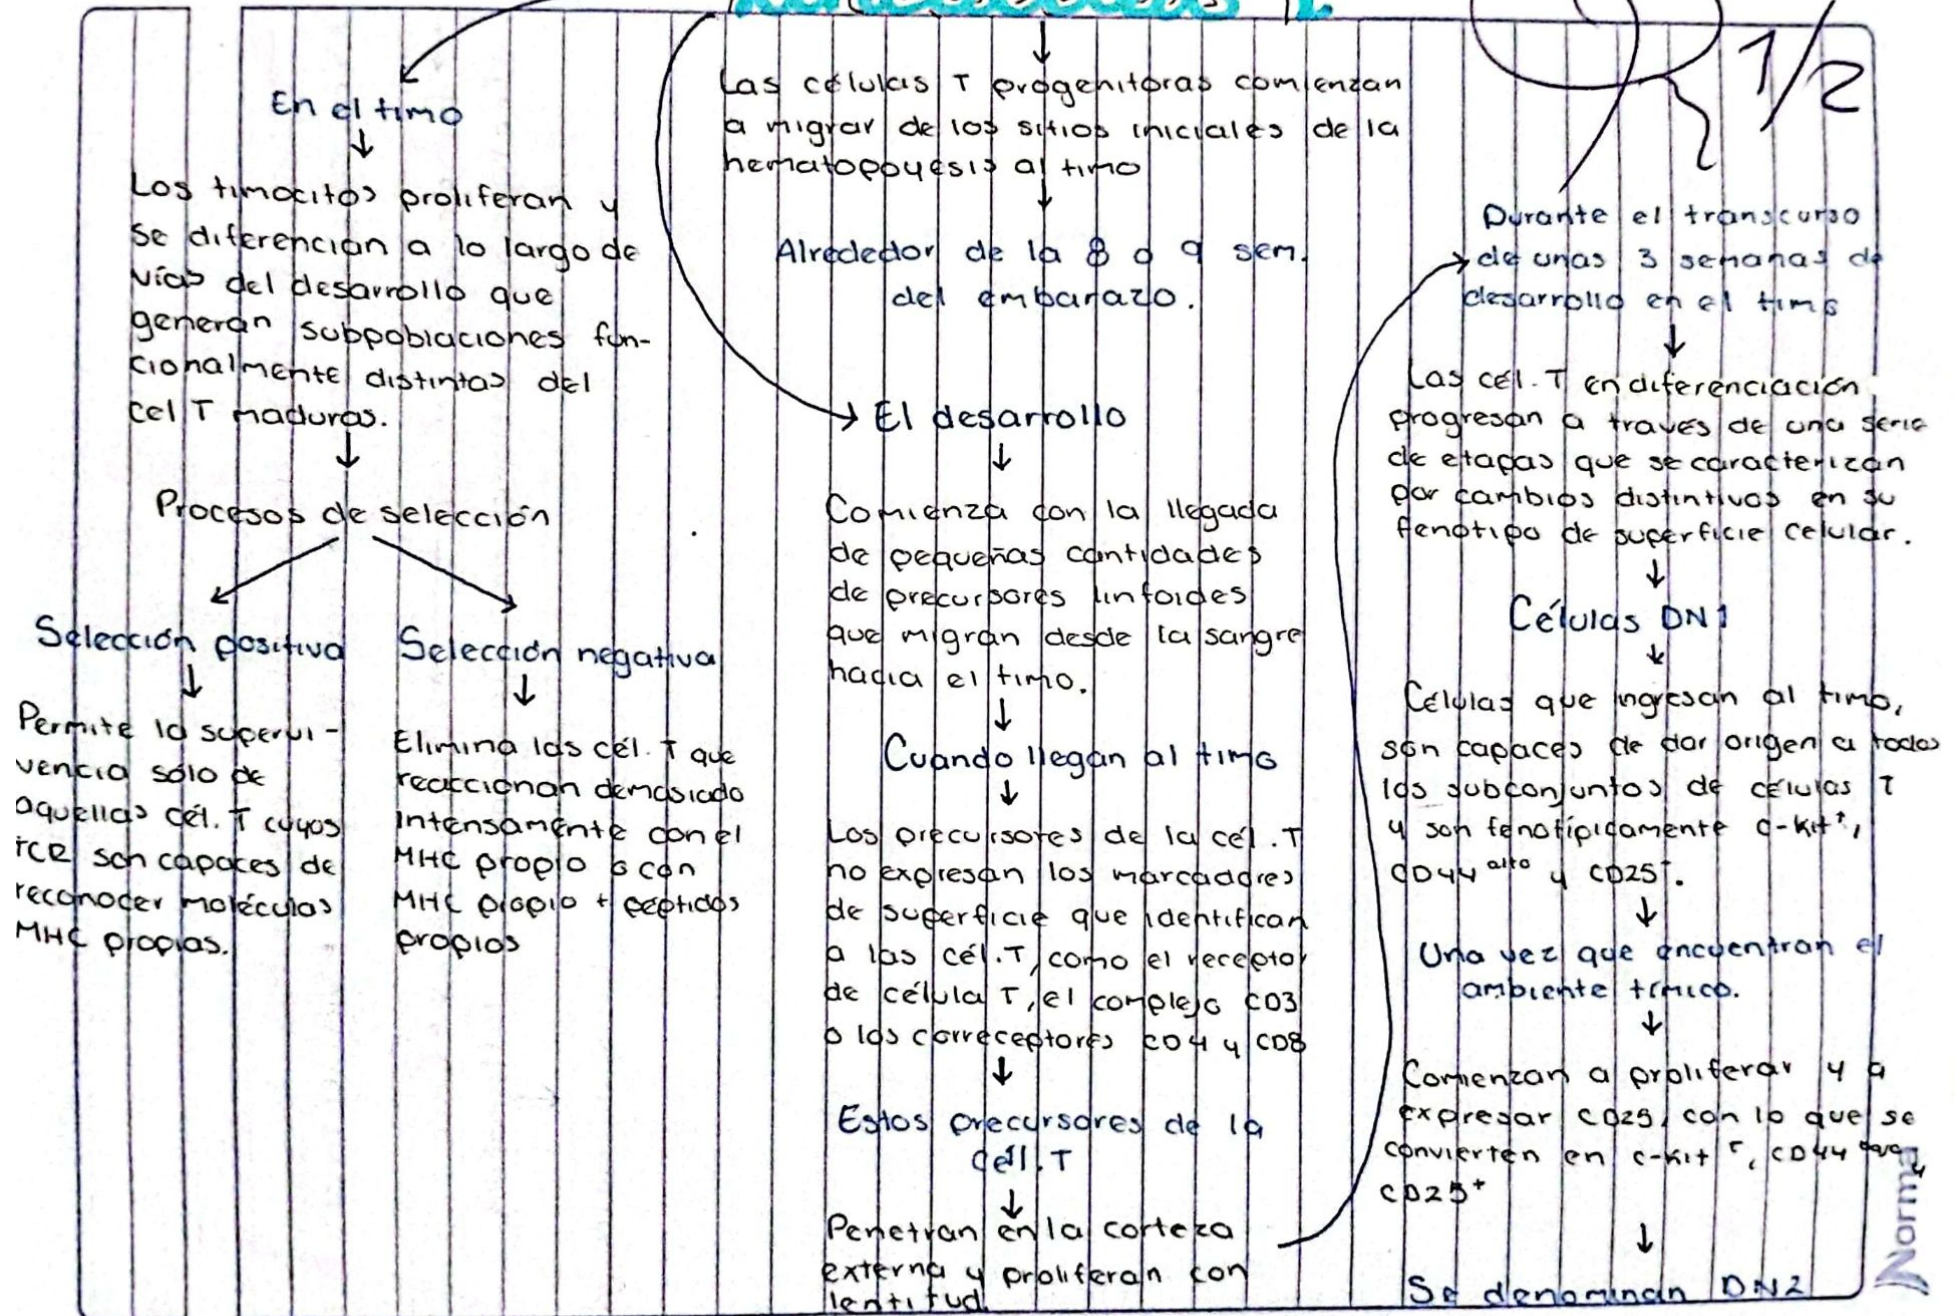 1/2
En el timo
Los timocitos proliferan y
se diferencian a lo largo de
vías del desarrollo que
generan subpoblaciones fun-
cionalmente distintas del
cel T maduras.
Procesos de selección
Selección positiva
Permite la supervi-
vencia sólo de
aquellas cél. T cuyos
TCR son capaces de
reconocer moléculas
MHC propias.
Selección negativa
Elimina las cél. T que
reaccionan demasiado
intensamente con el
MHC propio o con
MHC propio + péptidos
propios
Las células T progenitoras comienzan
a migrar de los sitios iniciales de la
hematopoyesis al timo
Alrededor de la 8 o 9 sem.
del embarazo.
El desarrollo
Comienza con la llegada
de pequeñas cantidades
de precursores linfoides
que migran desde la sangre
hacia el timo.
Cuando llegan al timo
Los precursores de la cél. T
no expresan los marcadores
de superficie que identifican
a las cél. T, como el receptor
de célula T, el complejo CD3
o los correceptores CD4 y CD8
Estos precursores de la
cél. T
Penetran en la corteza
externa y proliferan con
lentitud
Durante el transcurso
de unas 3 semanas de
desarrollo en el timo
Las cél. T en diferenciación
progresan a través de una serie
de etapas que se caracterizan
por cambios distintivos en su
fenotipo de superficie celular.
Células DN1
Células que ingresan al timo,
son capaces de dar origen a todos
los subconjuntos de células T
y son fenotípicamente c-Kit⁺,
CD44 alto y CD25⁻.
Una vez que encuentran el
ambiente tímico.
Comienzan a proliferar y a
expresar CD25, con lo que se
convierten en c-Kit⁺, CD44 y
CD25⁺
Se denominan DN2
Norma